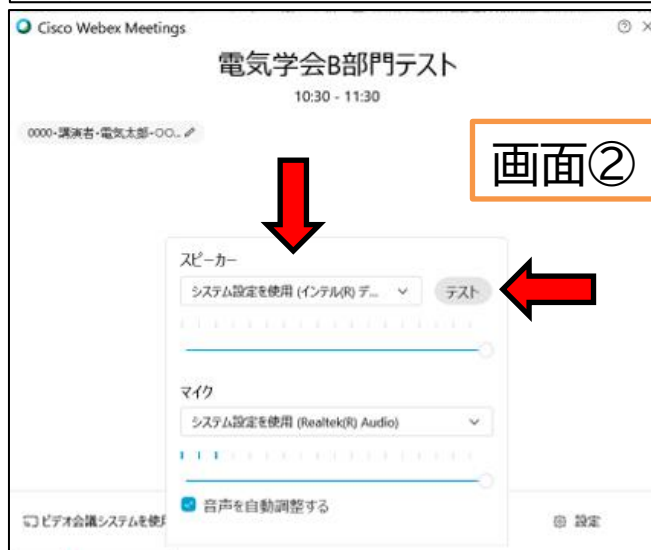 Cisco Webex Meetings
電気学会B部門テスト
10:30 - 11:30
0000-講演者-電気太郎-〇〇...
画面②
スピーカー
システム設定を使用 (インテル(R) デ...
テスト
マイク
システム設定を使用 (Realtek(R) Audio)
音声を自動調整する
ビデオ会議システムを使用
設定